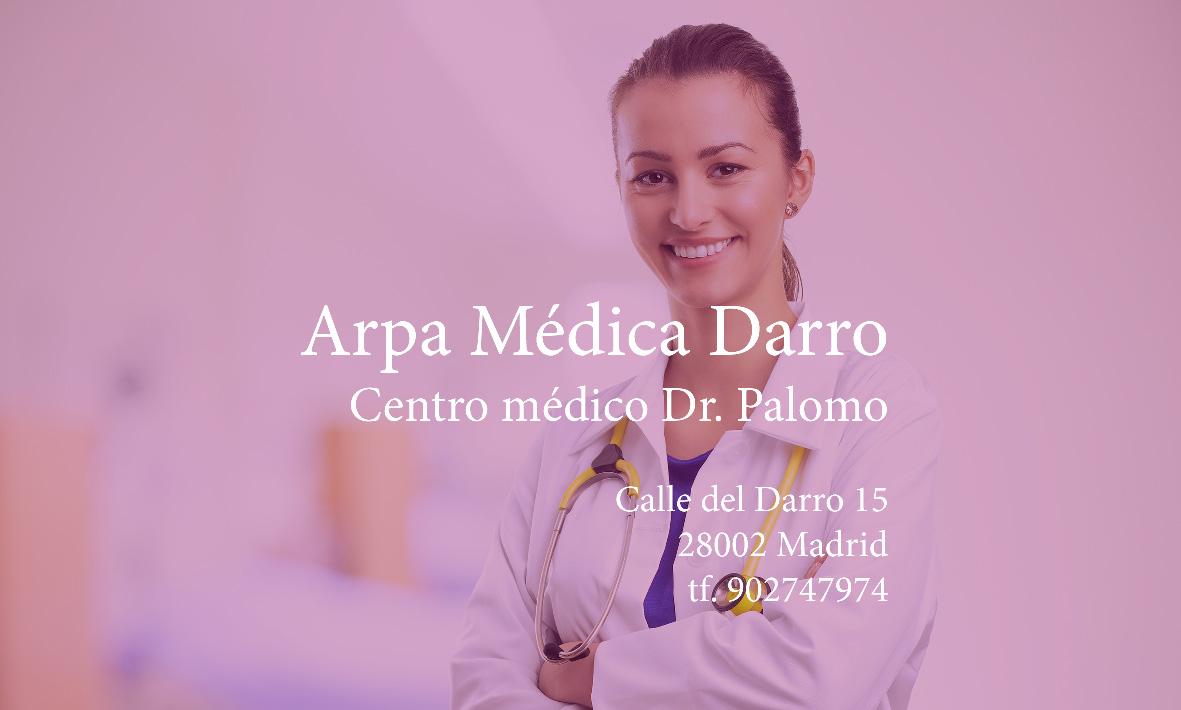 Arpa Médica Darro
Centro médico Dr. Palomo
Calle del Darro 15
28002 Madrid
tf. 902747974